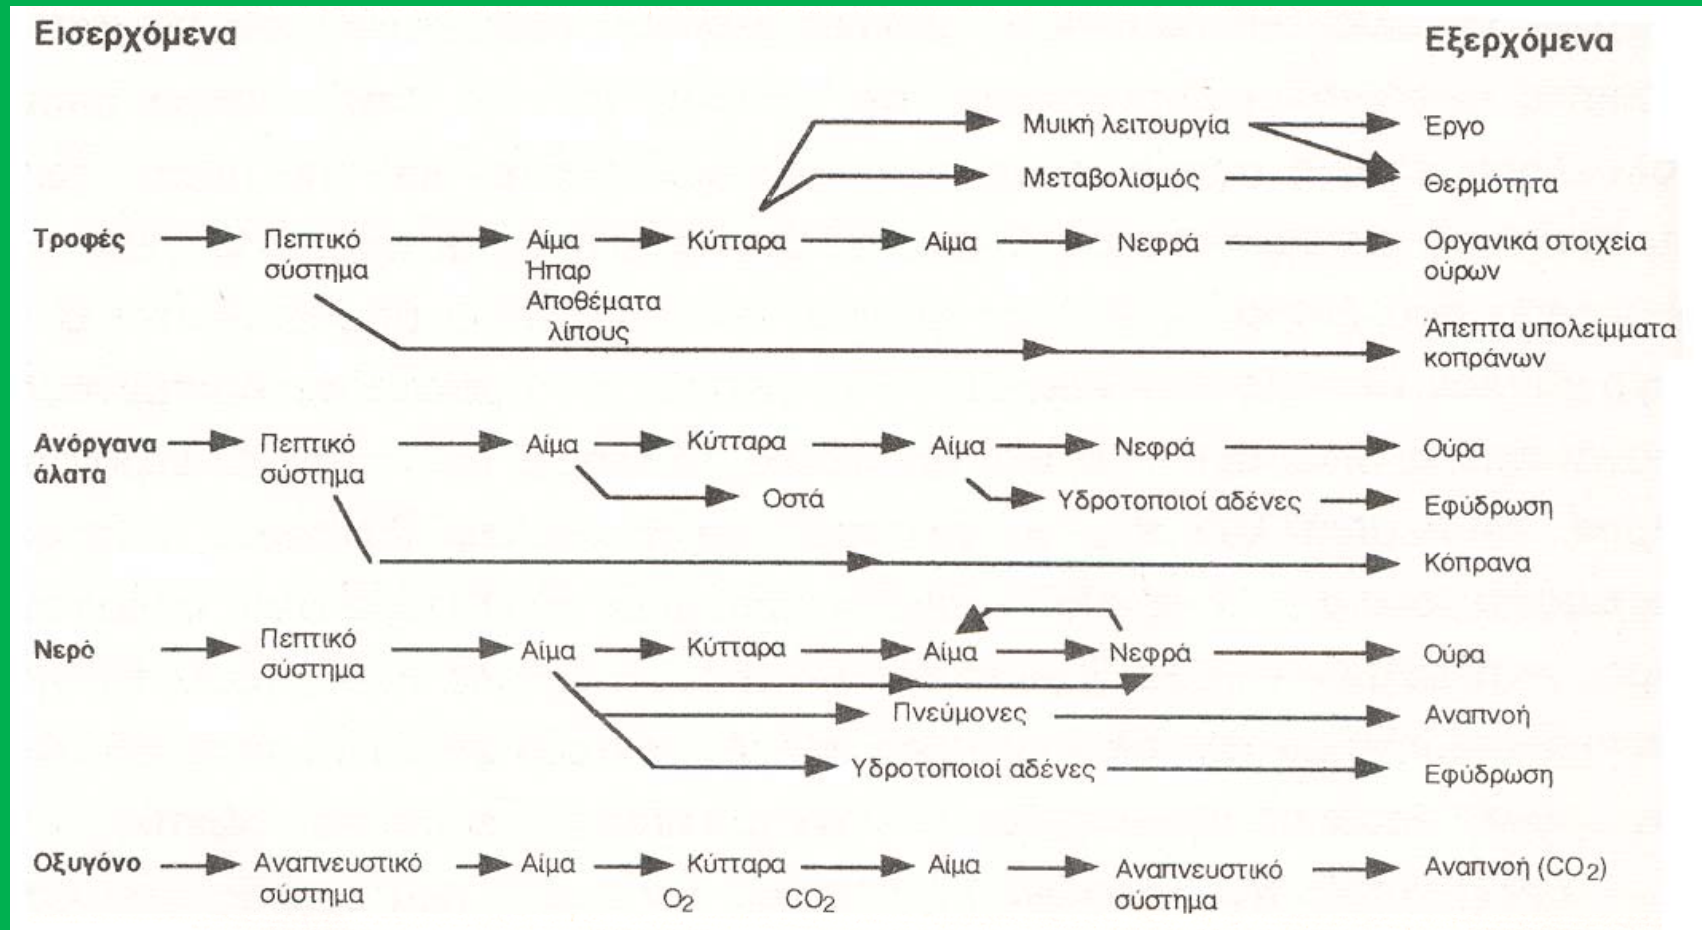 Εισερχόμενα Εξερχόμενα
Μυική λειτουργία Έργο
Μεταβολισμός Θερμότητα
Τροφές Πεπτικό Αίμα Κύτταρα Αίμα Νεφρά Οργανικά στοιχεία
σύστημα Ήπαρ ούρων
Αποθέματα
λίπους Άπεπτα υπολείμματα
κοπράνων
Ανόργανα Πεπτικό Αίμα Κύτταρα Αίμα Νεφρά Ούρα
άλατα σύστημα
Οστά Υδροτοποιοί αδένες Εφύδρωση
Κόπρανα
Νερό Πεπτικό Αίμα Κύτταρα Αίμα Νεφρά Ούρα
σύστημα
Πνεύμονες Αναπνοή
Υδροτοποιοί αδένες Εφύδρωση
Οξυγόνο Αναπνευστικό Αίμα Κύτταρα Αίμα Αναπνευστικό Αναπνοή (CO2)
σύστημα O2 CO2 σύστημα